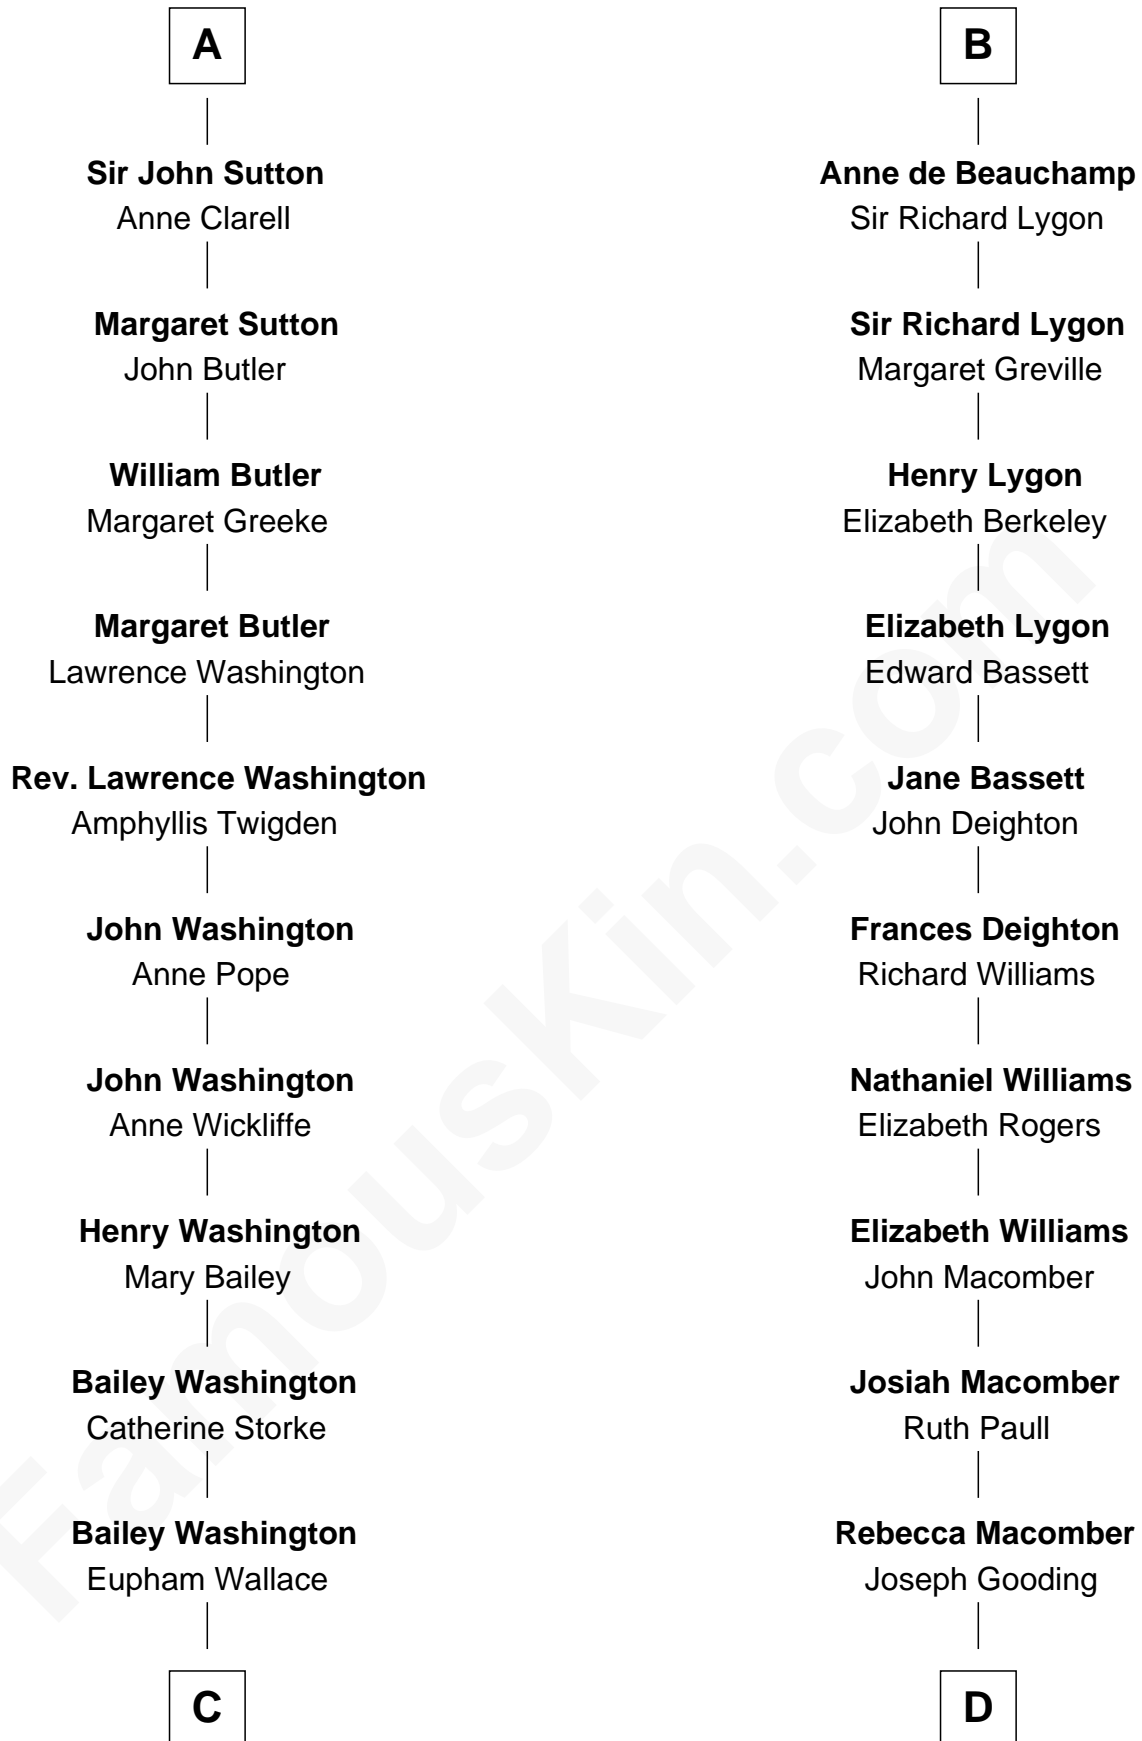 A
Sir John Sutton
Anne Clarell
Margaret Sutton
John Butler
William Butler
Margaret Greeke
Margaret Butler
Lawrence Washington
Rev. Lawrence Washington
Amphyllis Twigden
John Washington
Anne Pope
John Washington
Anne Wickliffe
Henry Washington
Mary Bailey
Bailey Washington
Catherine Storke
Bailey Washington
Eupham Wallace
C
B
Anne de Beauchamp
Sir Richard Lygon
Sir Richard Lygon
Margaret Greville
Henry Lygon
Elizabeth Berkeley
Elizabeth Lygon
Edward Bassett
Jane Bassett
John Deighton
Frances Deighton
Richard Williams
Nathaniel Williams
Elizabeth Rogers
Elizabeth Williams
John Macomber
Josiah Macomber
Ruth Paull
Rebecca Macomber
Joseph Gooding
D
FamousKin.com